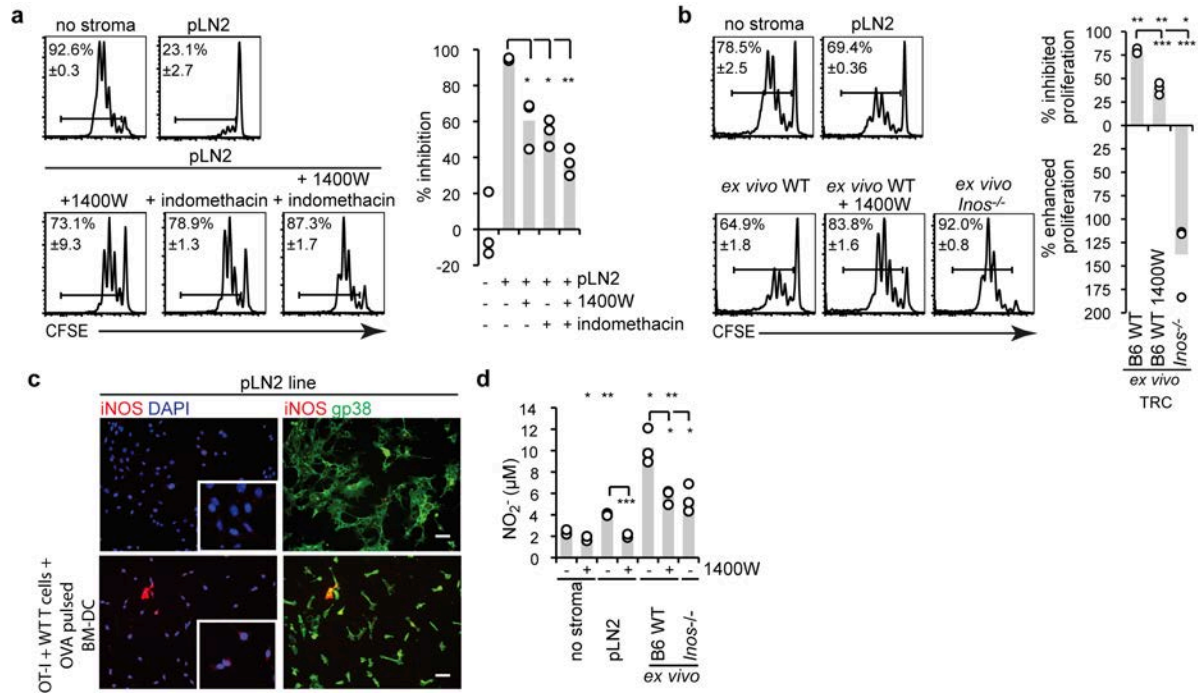 a
no stroma
pLN2
92.6%
±0.3
23.1%
±2.7
pLN2
+ 1400W
+1400W
+ indomethacin
+ indomethacin
73.1%
±9.3
78.9%
±1.3
87.3%
±1.7
CFSE
% inhibition
100
80
60
40
20
0
-20
* * **
- + + + + pLN2
- - + - + 1400W
- - - + + indomethacin
b
no stroma
pLN2
78.5%
±2.5
69.4%
±0.36
ex vivo WT
ex vivo WT
+ 1400W
ex vivo
Inos-/-
64.9%
±1.8
83.8%
±1.6
92.0%
±0.8
CFSE
** ** *
*** ***
% inhibited
proliferation
100
75
50
25
0
% enhanced
proliferation
25
50
75
100
125
150
175
200
B6 WT
B6 WT 1400W
Inos-/-
ex vivo
TRC
c
pLN2 line
iNOS DAPI
iNOS gp38
OT-I + WT T cells +
OVA pulsed
BM-DC
d
NO2- (µM)
14
12
10
8
6
4
2
0
* ** * **
*** * *
- + - + - + - 1400W
no stroma
pLN2
B6 WT
Inos-/-
ex vivo